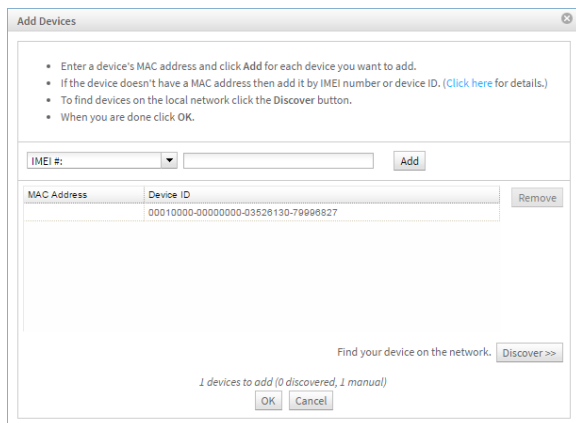 Add Devices
Enter a device's MAC address and click Add for each device you want to add.
If the device doesn't have a MAC address then add it by IMEI number or device ID. (Click here for details.)
To find devices on the local network click the Discover button.
When you are done click OK.
IMEI #: Add
MAC Address Device ID Remove
00010000-00000000-03526130-79996827
Find your device on the network. Discover >>
1 devices to add (0 discovered, 1 manual)
OK Cancel